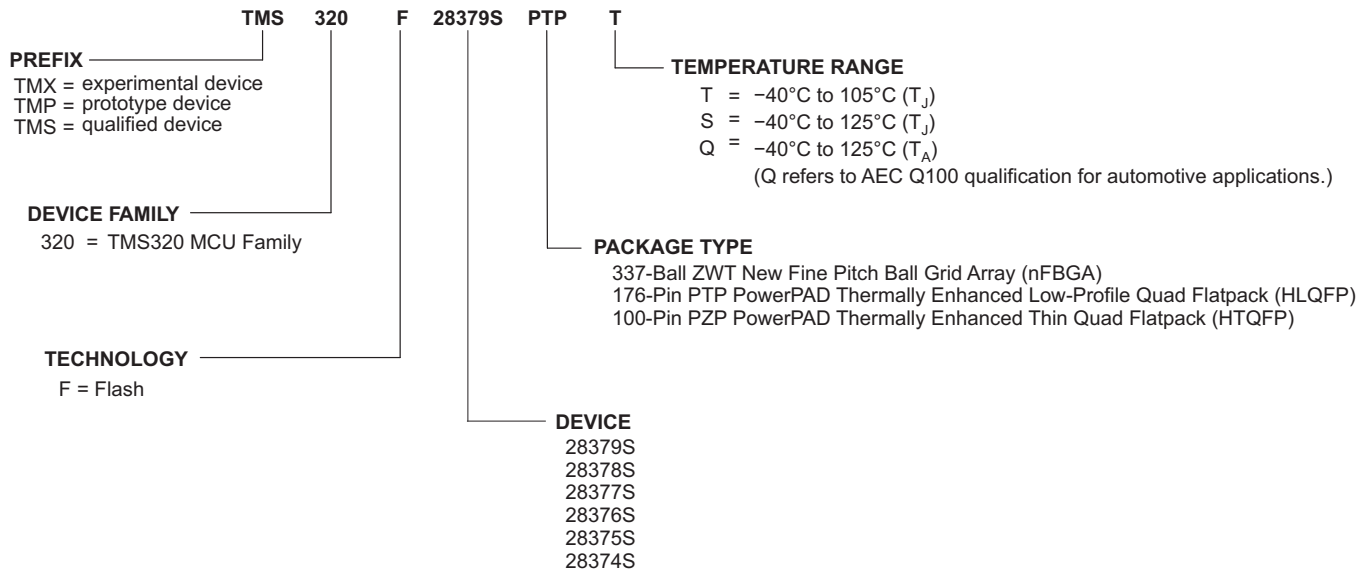 TMS 320 F 28379S PTP T
PREFIX
TMX = experimental device
TMP = prototype device
TMS = qualified device
TEMPERATURE RANGE
T = −40°C to 105°C (TJ)
S = −40°C to 125°C (TJ)
Q = −40°C to 125°C (TA)
(Q refers to AEC Q100 qualification for automotive applications.)
DEVICE FAMILY
320 = TMS320 MCU Family
PACKAGE TYPE
337-Ball ZWT New Fine Pitch Ball Grid Array (nFBGA)
176-Pin PTP PowerPAD Thermally Enhanced Low-Profile Quad Flatpack (HLQFP)
100-Pin PZP PowerPAD Thermally Enhanced Thin Quad Flatpack (HTQFP)
TECHNOLOGY
F = Flash
DEVICE
28379S
28378S
28377S
28376S
28375S
28374S